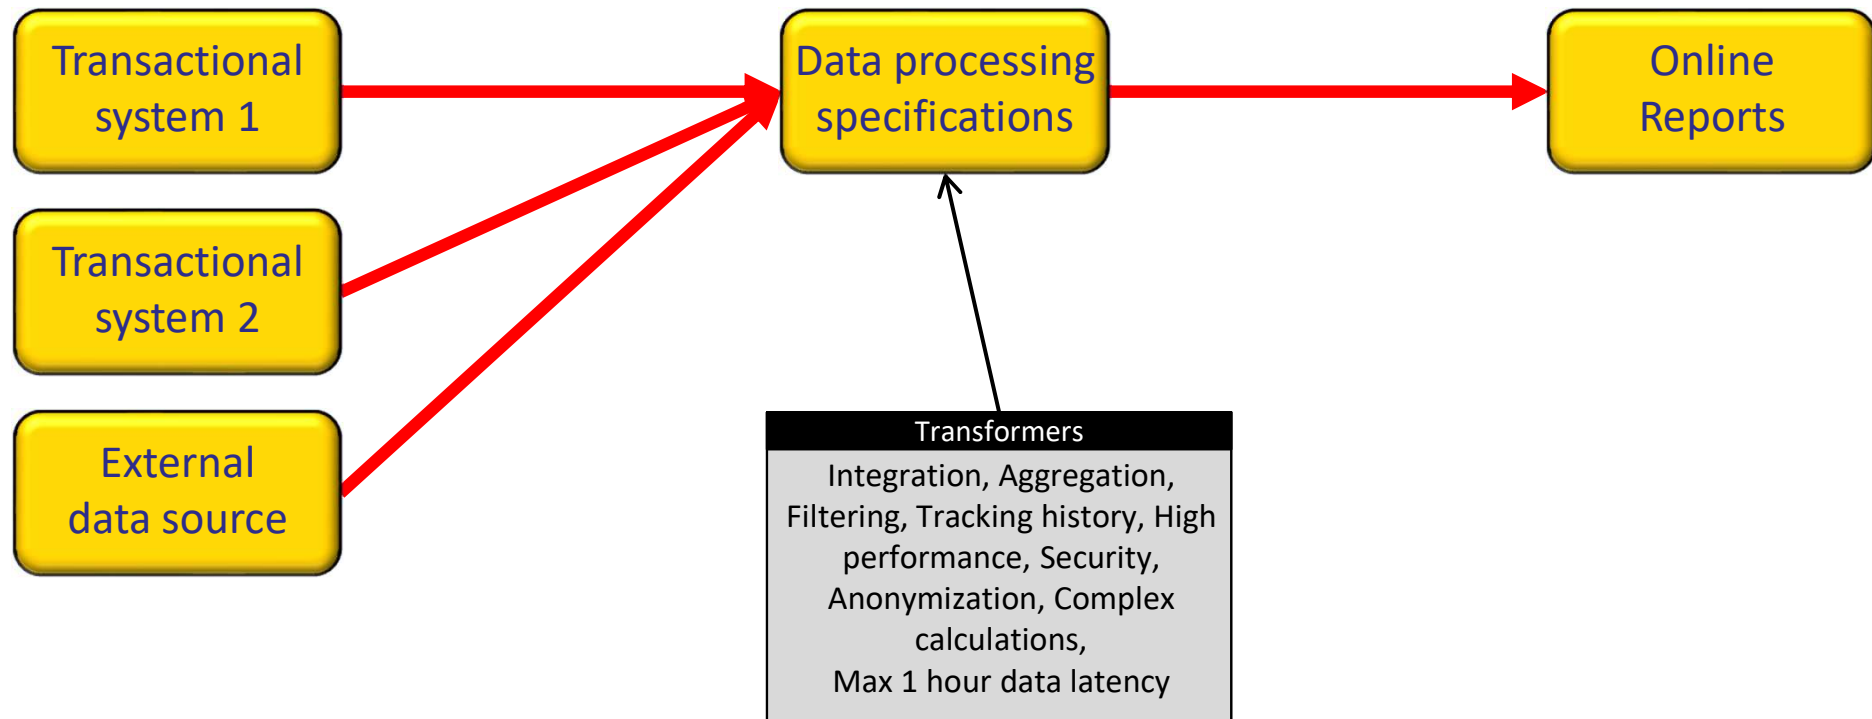 Transactional
system 1
Data processing
specifications
Online
Reports
Transactional
system 2
External
data source
Transformers
Integration, Aggregation,
Filtering, Tracking history, High
performance, Security,
Anonymization, Complex
calculations,
Max 1 hour data latency